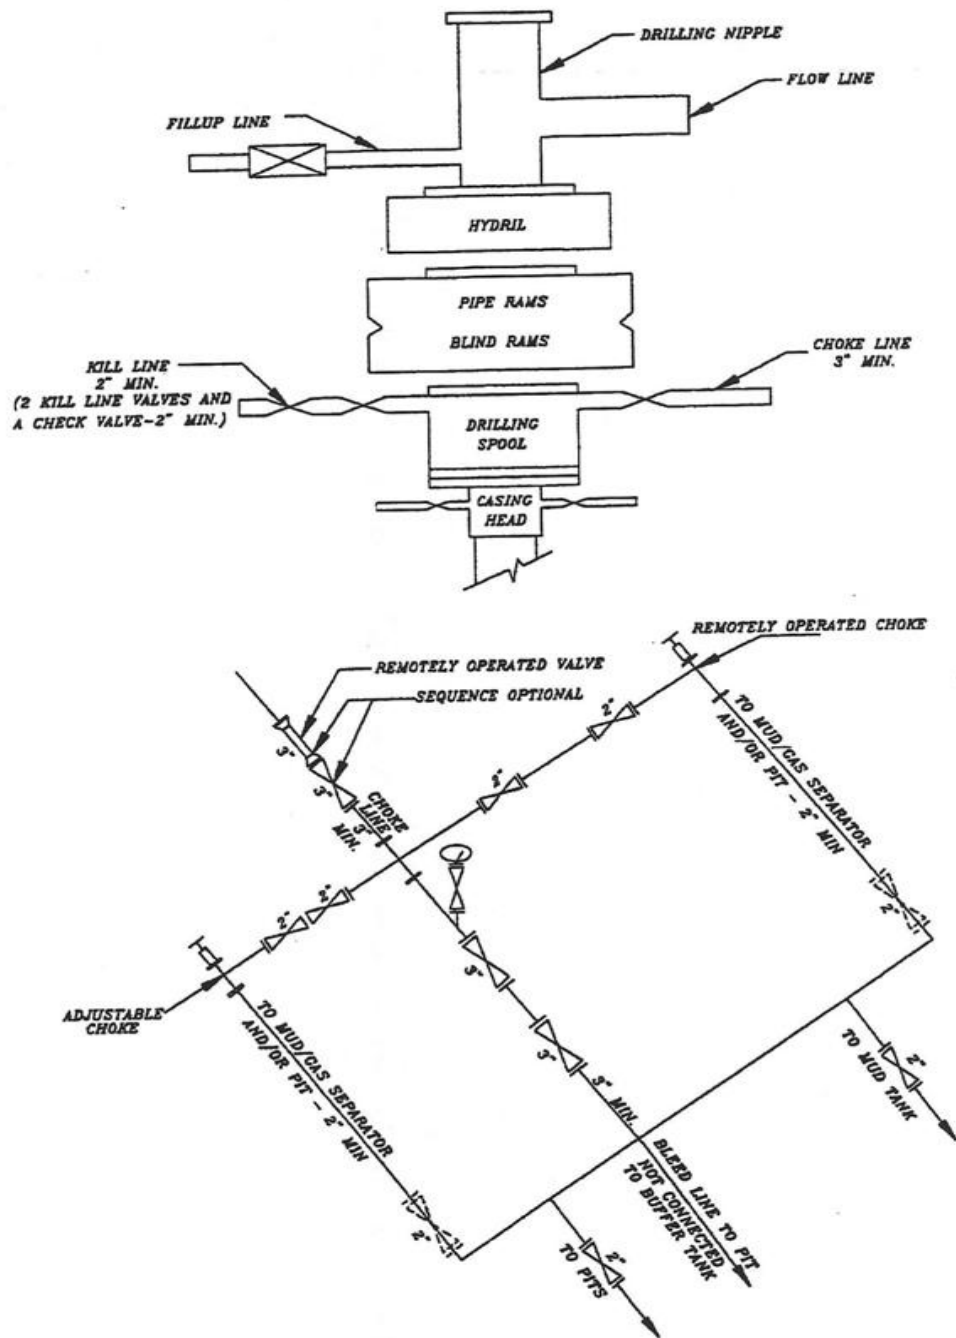 DRILLING NIPPLE
FLOW LINE
FILLUP LINE
HYDRIL
PIPE RAMS
BLIND RAMS
KILL LINE
2" MIN.
(2 KILL LINE VALVES AND
A CHECK VALVE-2" MIN.)
CHOKE LINE
3" MIN.
DRILLING
SPOOL
CASING
HEAD
REMOTELY OPERATED CHOKE
REMOTELY OPERATED VALVE
SEQUENCE OPTIONAL
3"
3"
CHOKE
LINE
3"
MIN.
2"
2"
TO MUD/GAS SEPARATOR
AND/OR PIT - 2" MIN
2"
2"
2"
3"
3"
3" MIN.
ADJUSTABLE
CHOKE
TO MUD/GAS SEPARATOR
AND/OR PIT - 2" MIN
2"
2"
TO MUD TANK
BLEED LINE TO PIT
NOT CONNECTED
TO BUFFER TANK
2"
TO PITS